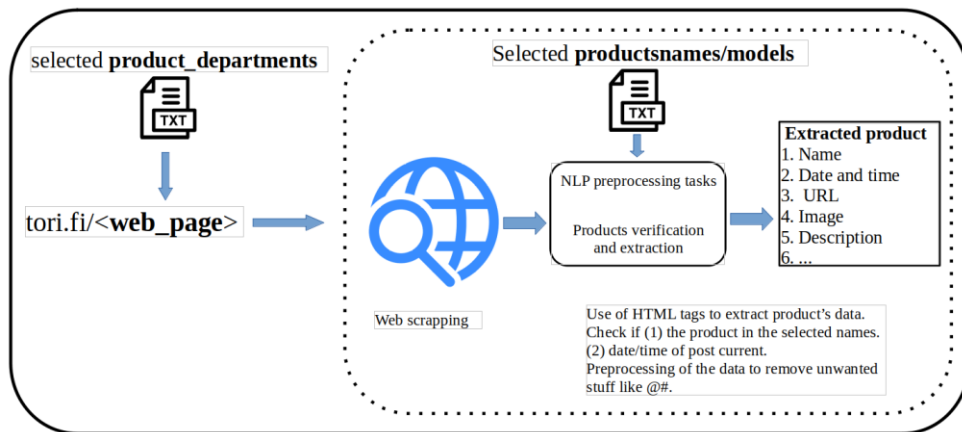 selected product_departments
TXT
tori.fi/<web_page>
Selected productsnames/models
TXT
Web scrapping
NLP preprocessing tasks
Products verification
and extraction
Extracted product
1. Name
2. Date and time
3. URL
4. Image
5. Description
6. ...
Use of HTML tags to extract product's data.
Check if (1) the product in the selected names.
(2) date/time of post current.
Preprocessing of the data to remove unwanted
stuff like @#.